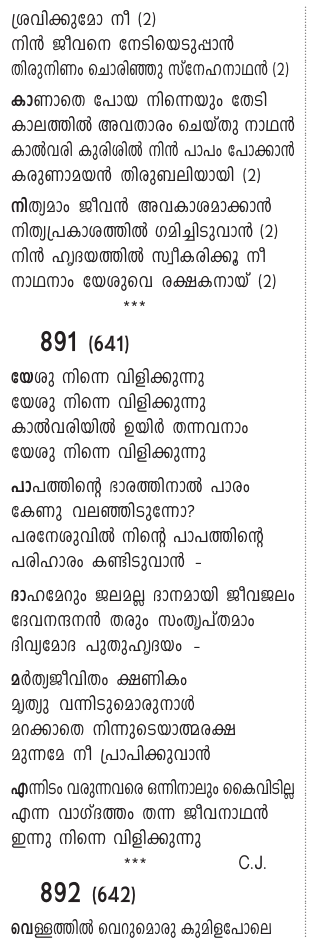 ശ്രവിക്കുമോ നീ (2)
നിൻ ജീവനെ നേടിയെടുപ്പാൻ
തിരുനിണം ചൊരിഞ്ഞു സ്നേഹനാഥൻ (2)
കാണാതെ പോയ നിന്നെയും തേടി
കാലത്തിൽ അവതാരം ചെയ്തു നാഥൻ
കാൽവരി കുരിശിൽ നിൻ പാപം പോക്കാൻ
കരുണാമയൻ തിരുബലിയായി (2)
നിത്യമാം ജീവൻ അവകാശമാക്കാൻ
നിത്യപ്രകാശത്തിൽ ഗമിച്ചിടുവാൻ (2)
നിൻ ഹൃദയത്തിൽ സ്വീകരിക്കൂ നീ
നാഥനാം യേശുവെ രക്ഷകനായ് (2)
***
891 (641)
യേശു നിന്നെ വിളിക്കുന്നു
യേശു നിന്നെ വിളിക്കുന്നു
കാൽവരിയിൽ ഉയിർ തന്നവനാം
യേശു നിന്നെ വിളിക്കുന്നു
പാപത്തിന്റെ ഭാരത്തിനാൽ പാരം
കേണു വലഞ്ഞിടുന്നോ?
പരനേശുവിൽ നിന്റെ പാപത്തിന്റെ
പരിഹാരം കണ്ടിടുവാൻ -
ദാഹമേറും ജലമല്ല ദാനമായി ജീവജലം
ദേവനന്ദനൻ തരും സംതൃപ്തമാം
ദിവ്യമോദ പുതുഹൃദയം -
മർത്യജീവിതം ക്ഷണികം
മൃത്യു വന്നിടുമൊരുനാൾ
മറക്കാതെ നിന്നുടെയാത്മരക്ഷ
മുന്നമേ നീ പ്രാപിക്കുവാൻ
എന്നിടം വരുന്നവരെ ഒന്നിനാലും കൈവിടില്ല
എന്ന വാഗ്ദത്തം തന്ന ജീവനാഥൻ
ഇന്നു നിന്നെ വിളിക്കുന്നു
*** C.J.
892 (642)
വെള്ളത്തിൽ വെറുമൊരു കുമിളപോലെ